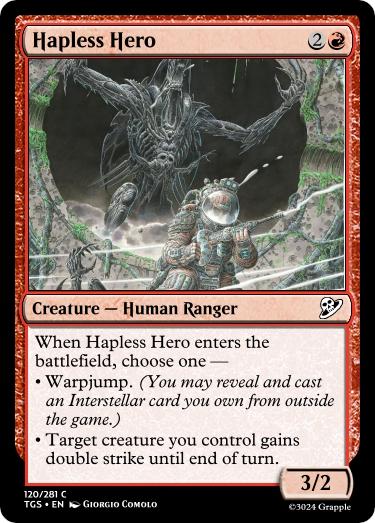 Hapless Hero 2
Creature — Human Ranger
When Hapless Hero enters the
battlefield, choose one —
• Warpjump. (You may reveal and cast
an Interstellar card you own from outside
the game.)
• Target creature you control gains
double strike until end of turn.
3/2
120/281 C
TGS • EN Giorgio Comolo
©3024 Grapple